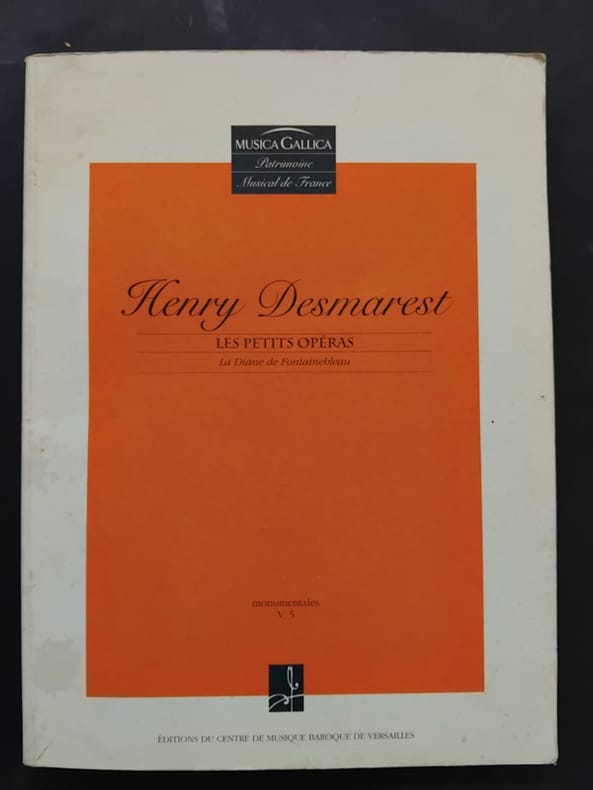 MUSICA GALLICA
Patrimoine
Musical de France
Henry Desmarest
LES PETITS OPÉRAS
La Diane de Fontainebleau
monumentales
V. 5
ÉDITIONS DU CENTRE DE MUSIQUE BAROQUE DE VERSAILLES